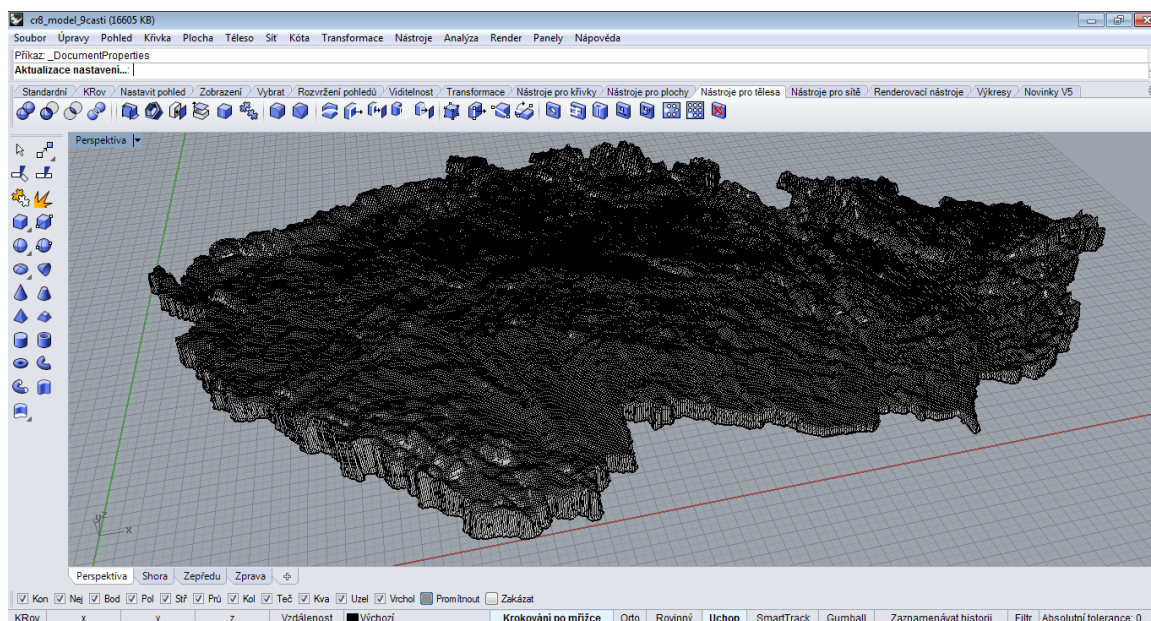 cr8_model_9casti (16605 KB)
Soubor Úpravy Pohled Křivka Plocha Těleso Síť Kóta Transformace Nástroje Analýza Render Panely Nápověda
Příkaz: _DocumentProperties
Aktualizace nastavení...:
Standardní KRov Nastavit pohled Zobrazení Vybrat Rozvržení pohledů Viditelnost Transformace Nástroje pro křivky Nástroje pro plochy Nástroje pro tělesa Nástroje pro sítě Renderovací nástroje Výkresy Novinky V5
Perspektiva
z
y
x
Perspektiva Shora Zepředu Zprava
Kon Nej Bod Pol Stř Prů Kol Teč Kva Uzel Vrchol Promítnout Zakázat
KRov x y z Vzdálenost Výchozí Krokování po mřížce Orto Rovinný Uchop SmartTrack Gumball Zaznamenávat historii Filtr Absolutní tolerance: 0